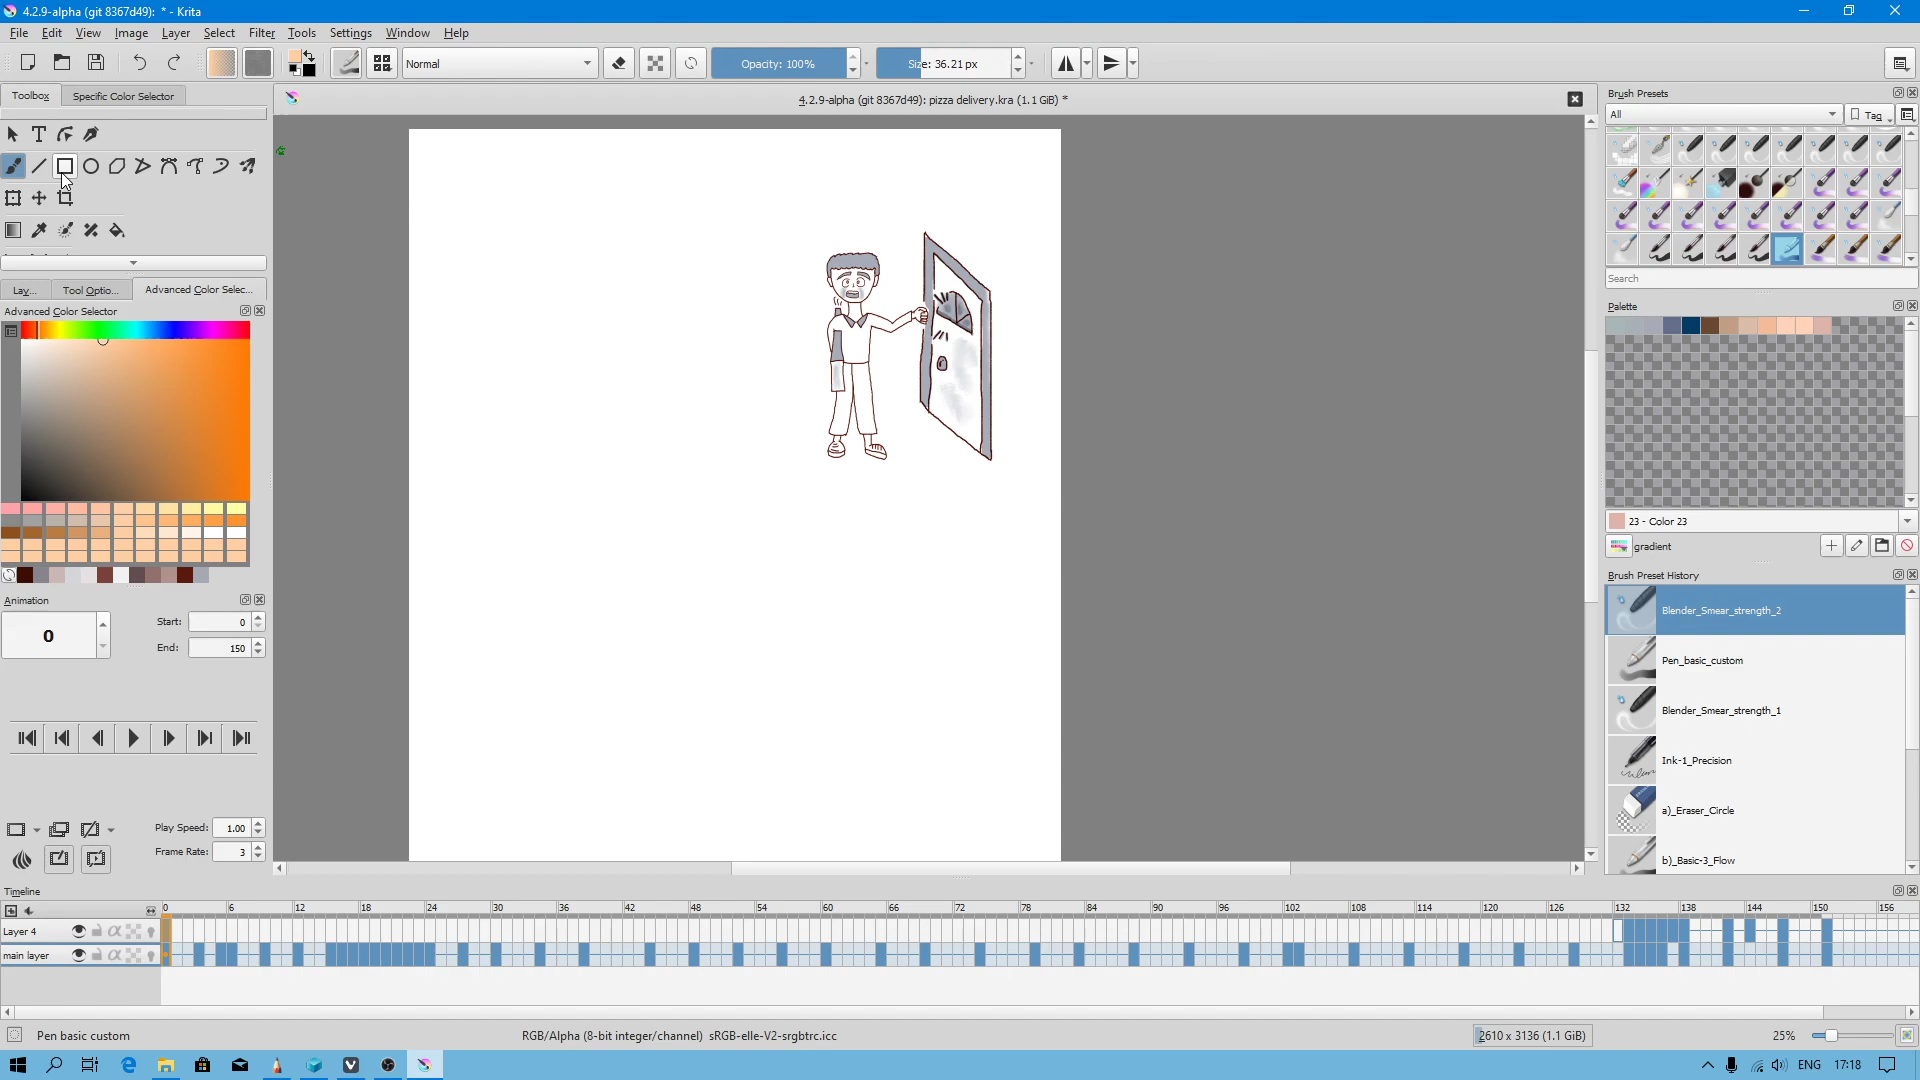 4.2.9-alpha (git 8367d49): * - Krita
File Edit View Image Layer Select Filter Tools Settings Window Help
Normal
Opacity: 100%
Size: 36.21 px
Toolbox
Specific Color Selector
4.2.9-alpha (git 8367d49): pizza delivery.kra (1.1 GiB) *
Brush Presets
All
Tag
Search
Lay...
Tool Optio...
Advanced Color Selec...
Advanced Color Selector
Palette
23 - Color 23
gradient
Brush Preset History
Blender_Smear_strength_2
Pen_basic_custom
Blender_Smear_strength_1
Ink-1_Precision
a)_Eraser_Circle
b)_Basic-3_Flow
Animation
0
Start: 0
End: 150
Play Speed: 1.00
Frame Rate: 3
Timeline
0 6 12 18 24 30 36 42 48 54 60 66 72 78 84 90 96 102 108 114 120 126 132 138 144 150 156
Layer 4
main layer
Pen basic custom
RGB/Alpha (8-bit integer/channel) sRGB-elle-V2-srgbtrc.icc
2610 x 3136 (1.1 GiB)
25%
ENG 17:18